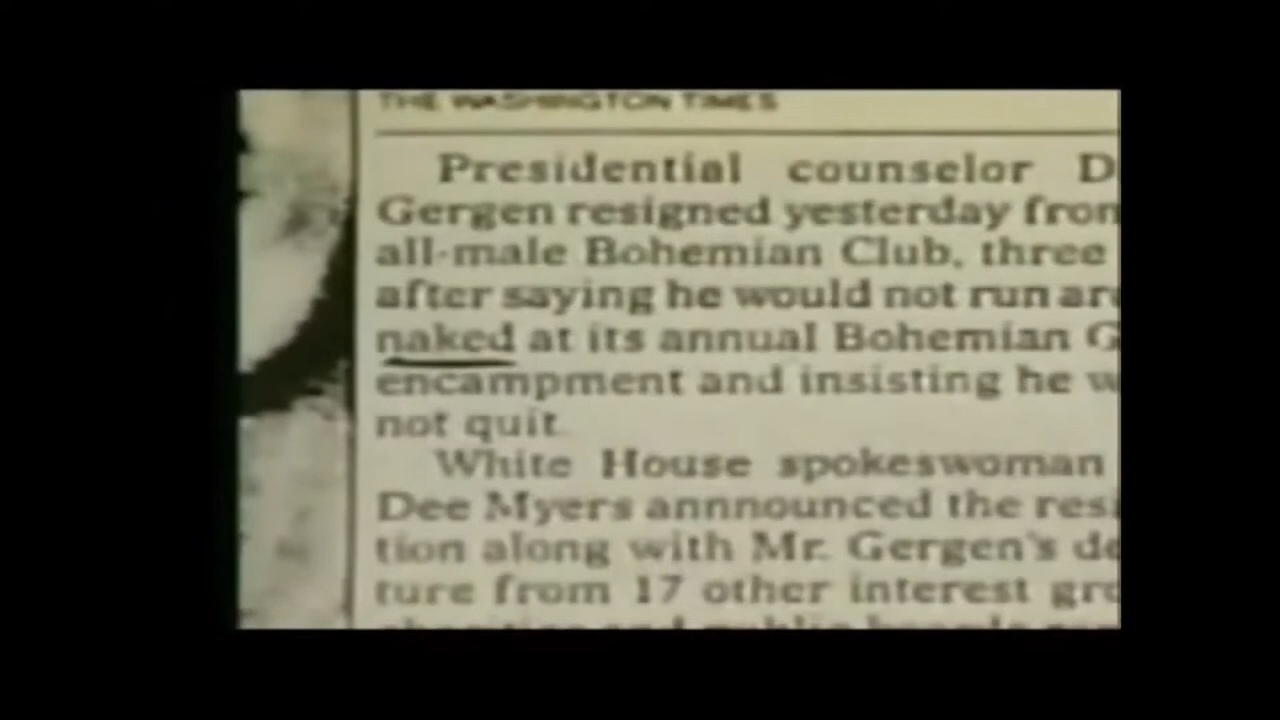 THE WASHINGTON TIMES
Presidential counselor D
Gergen resigned yesterday fron
all-male Bohemian Club, three
after saying he would not run aro
naked at its annual Bohemian G
encampment and insisting he w
not quit.
White House spokeswoman
Dee Myers annnounced the resi
tion along with Mr. Gergen's de
ture from 17 other interest gro